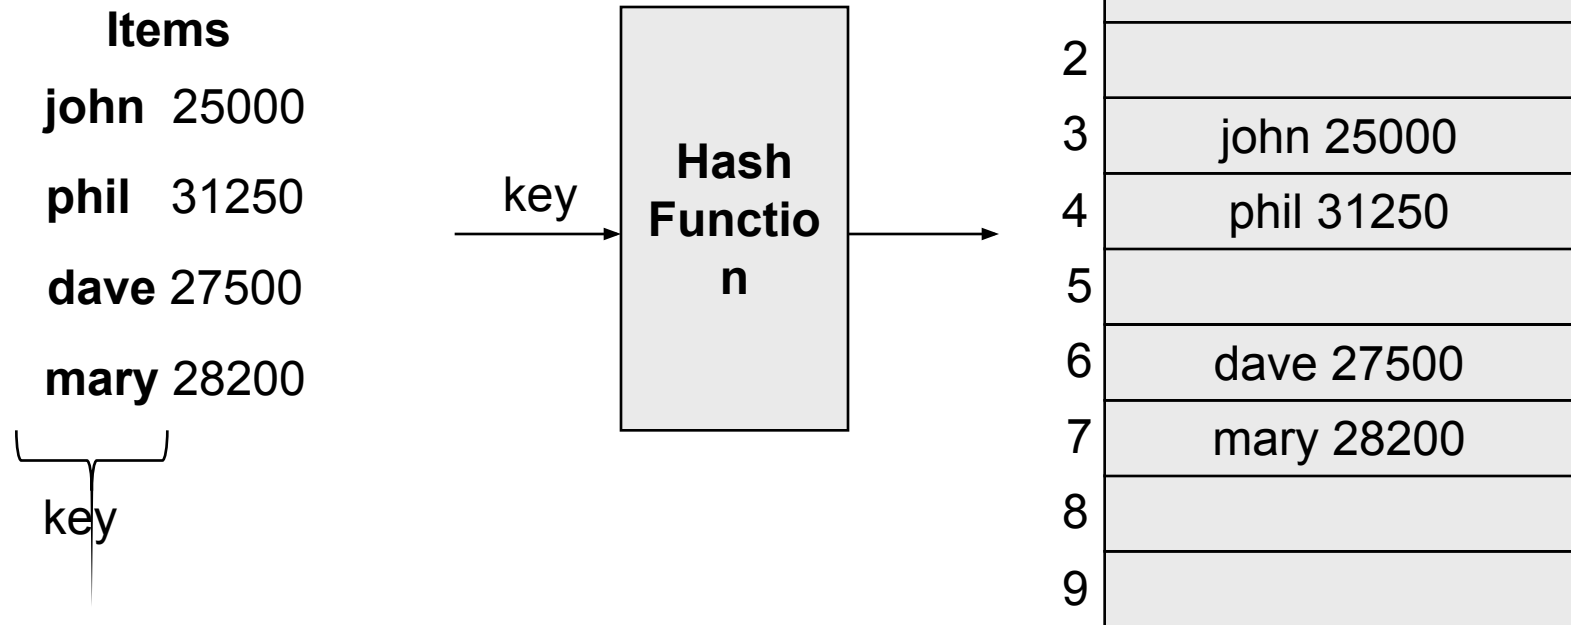 Items
john 25000
phil 31250
dave 27500
mary 28200
key
key
Hash
Functio
n
2
3 john 25000
4 phil 31250
5
6 dave 27500
7 mary 28200
8
9